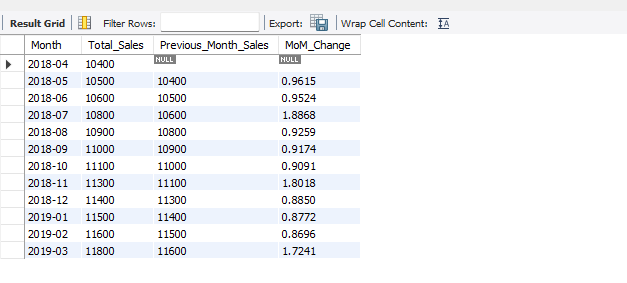 Result Grid Filter Rows: Export: Wrap Cell Content: IA
Month Total_Sales Previous_Month_Sales MoM_Change
2018-04 10400 NULL NULL
2018-05 10500 10400 0.9615
2018-06 10600 10500 0.9524
2018-07 10800 10600 1.8868
2018-08 10900 10800 0.9259
2018-09 11000 10900 0.9174
2018-10 11100 11000 0.9091
2018-11 11300 11100 1.8018
2018-12 11400 11300 0.8850
2019-01 11500 11400 0.8772
2019-02 11600 11500 0.8696
2019-03 11800 11600 1.7241